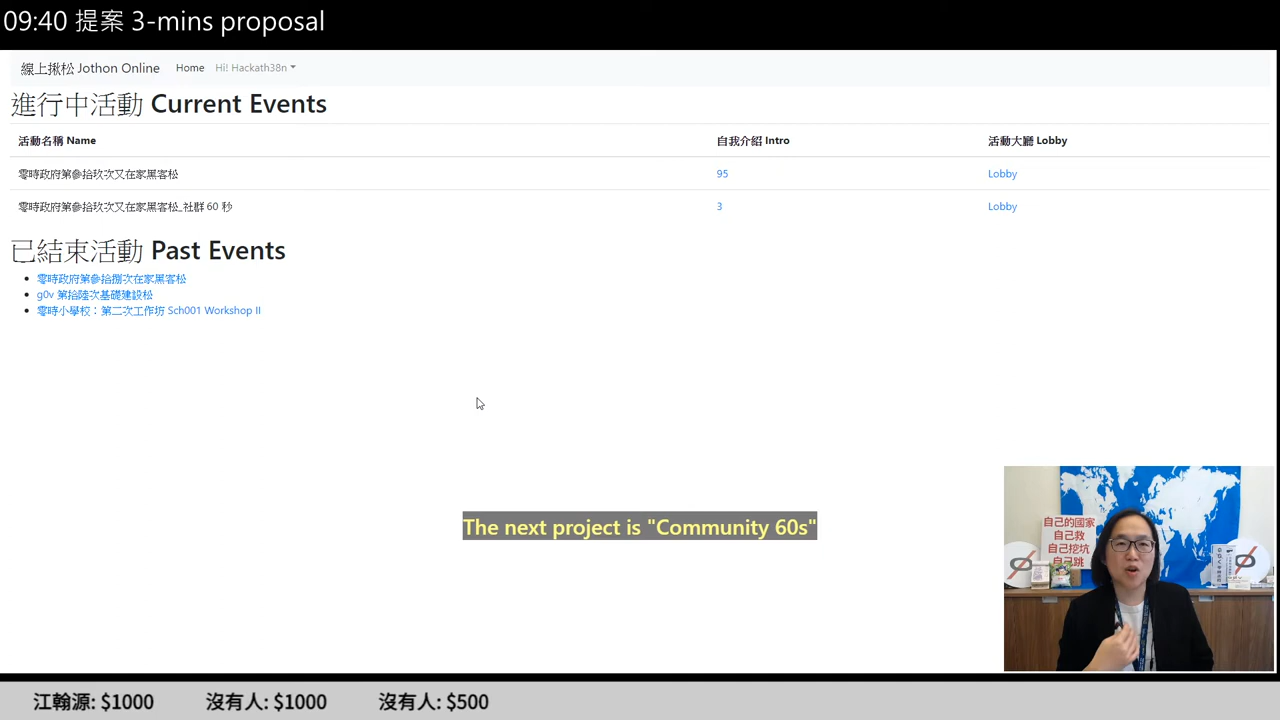 09:40 提案 3-mins proposal
線上揪松 Jothon Online Home Hi! Hackath38n
進行中活動 Current Events
活動名稱 Name 自我介紹 Intro 活動大廳 Lobby
零時政府第參拾玖次又在家黑客松 95 Lobby
零時政府第參拾玖次又在家黑客松_社群 60 秒 3 Lobby
已結束活動 Past Events
零時政府第參拾捌次在家黑客松
g0v 第拾陸次基礎建設松
零時小學校：第二次工作坊 Sch001 Workshop II
The next project is "Community 60s"
自己的國家
自己救
自己挖坑
自己跳
江翰源: $1000 沒有人: $1000 沒有人: $500